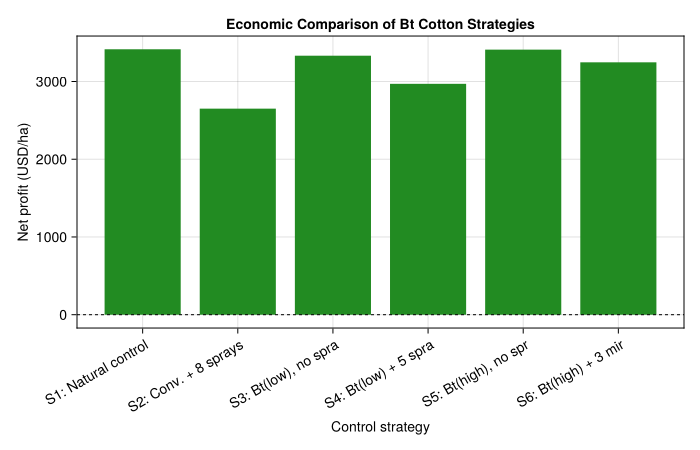 Economic Comparison of Bt Cotton Strategies
Net profit (USD/ha)
3000
2000
1000
0
S1: Natural control
S2: Conv. + 8 sprays
S3: Bt(low), no spra
S4: Bt(low) + 5 spra
S5: Bt(high), no spr
S6: Bt(high) + 3 mir
Control strategy